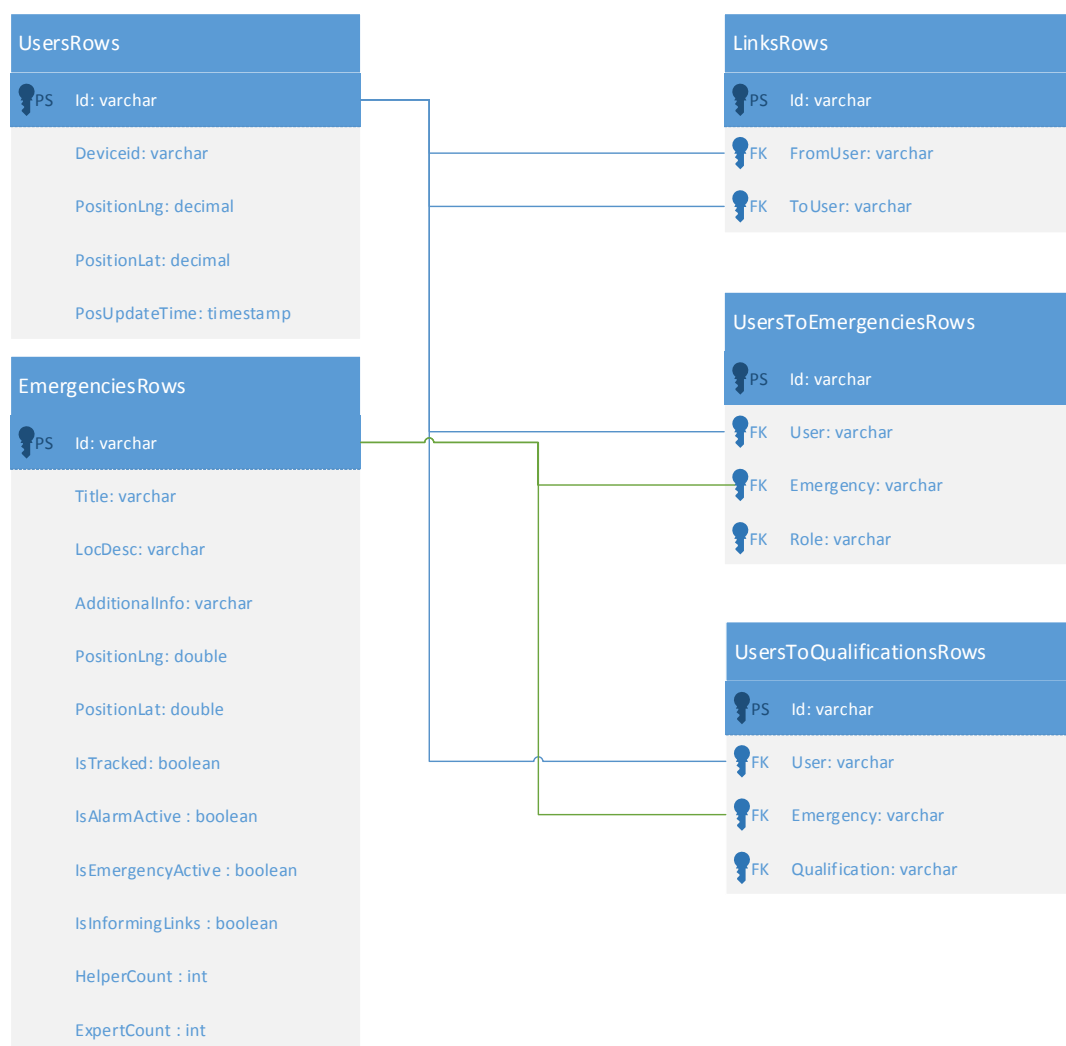 UsersRows
PS Id: varchar
Deviceid: varchar
PositionLng: decimal
PositionLat: decimal
PosUpdateTime: timestamp
EmergenciesRows
PS Id: varchar
Title: varchar
LocDesc: varchar
AdditionalInfo: varchar
PositionLng: double
PositionLat: double
IsTracked: boolean
IsAlarmActive : boolean
IsEmergencyActive : boolean
IsInformingLinks : boolean
HelperCount : int
ExpertCount : int
LinksRows
PS Id: varchar
FK FromUser: varchar
FK ToUser: varchar
UsersToEmergenciesRows
PS Id: varchar
FK User: varchar
FK Emergency: varchar
FK Role: varchar
UsersToQualificationsRows
PS Id: varchar
FK User: varchar
FK Emergency: varchar
FK Qualification: varchar